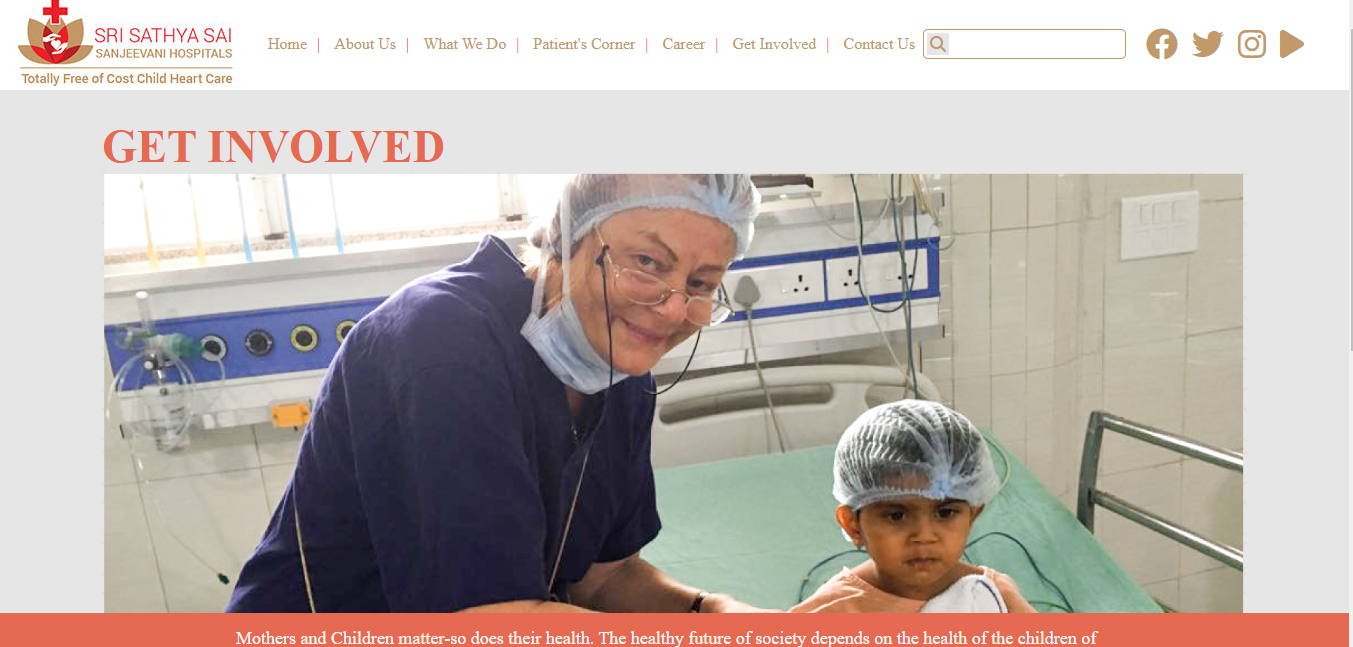 SRI SATHYA SAI
SANJEEVANI HOSPITALS
Totally Free of Cost Child Heart Care
Home | About Us | What We Do | Patient's Corner | Career | Get Involved | Contact Us
GET INVOLVED
Mothers and Children matter-so does their health. The healthy future of society depends on the health of the children of